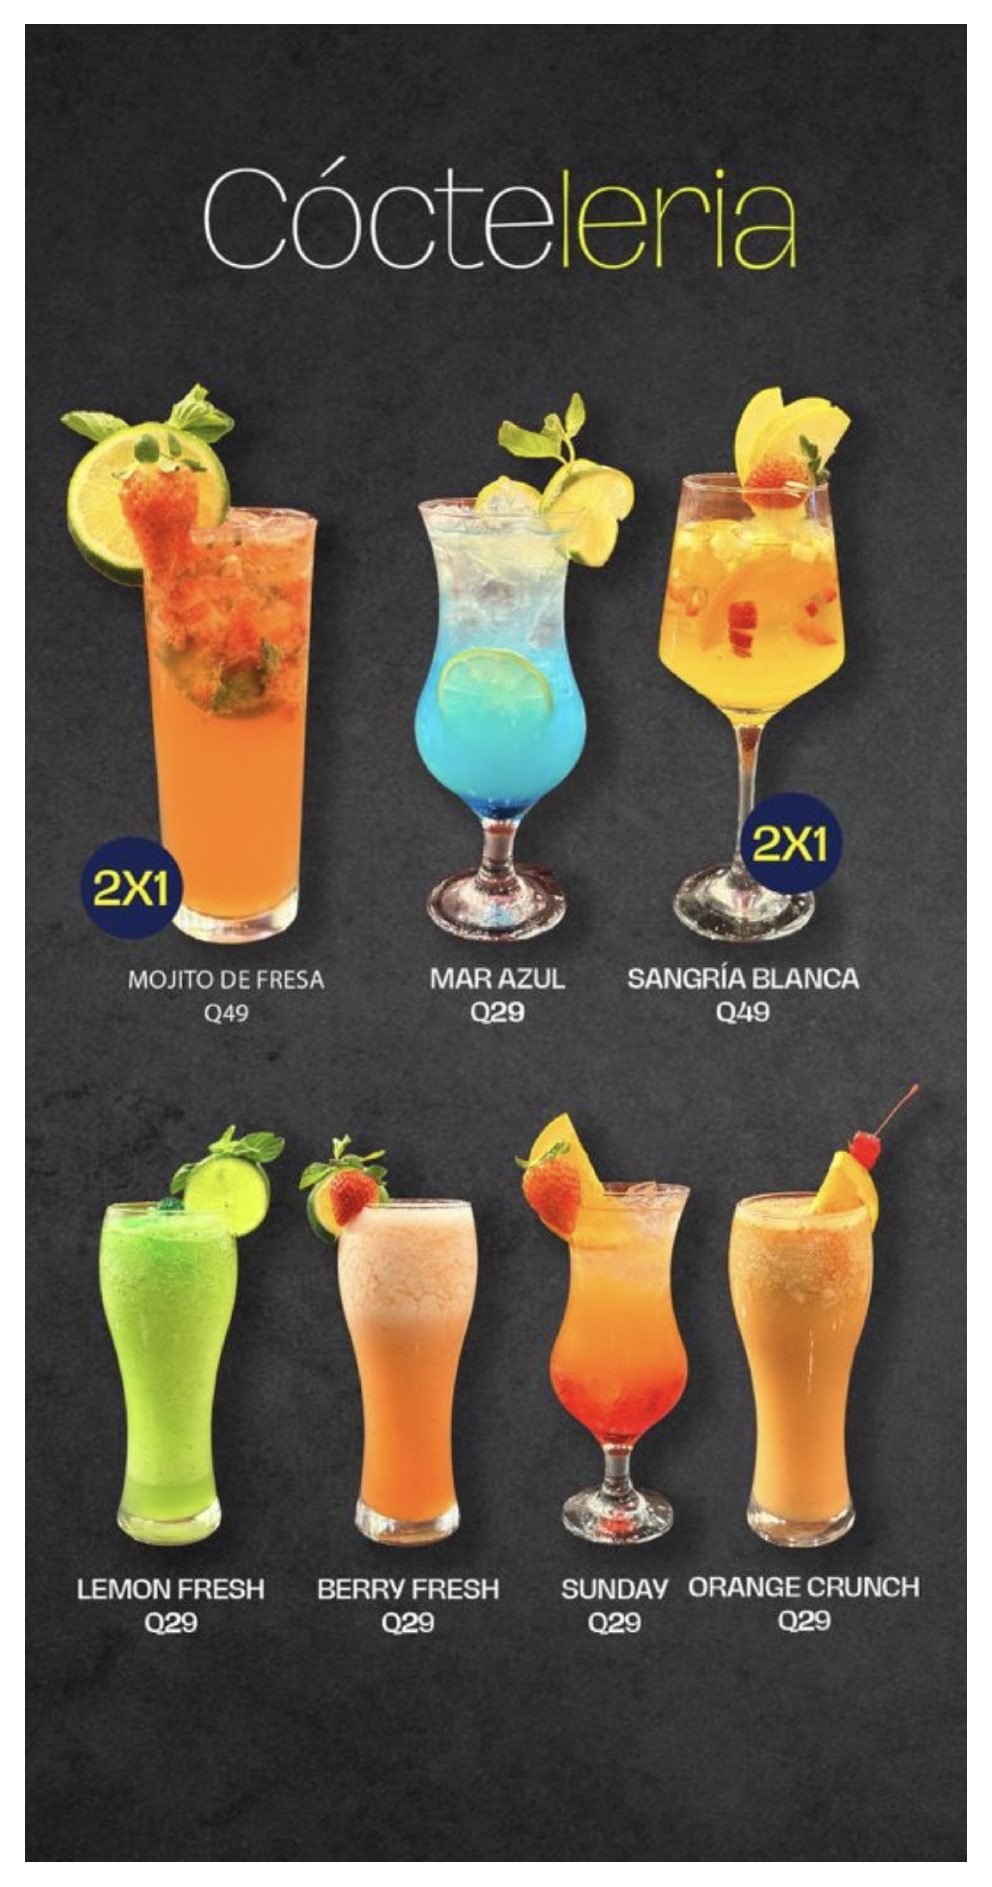 Cócteleria
2X1
2X1
MOJITO DE FRESA
Q49
MAR AZUL
Q29
SANGRÍA BLANCA
Q49
LEMON FRESH
Q29
BERRY FRESH
Q29
SUNDAY
Q29
ORANGE CRUNCH
Q29